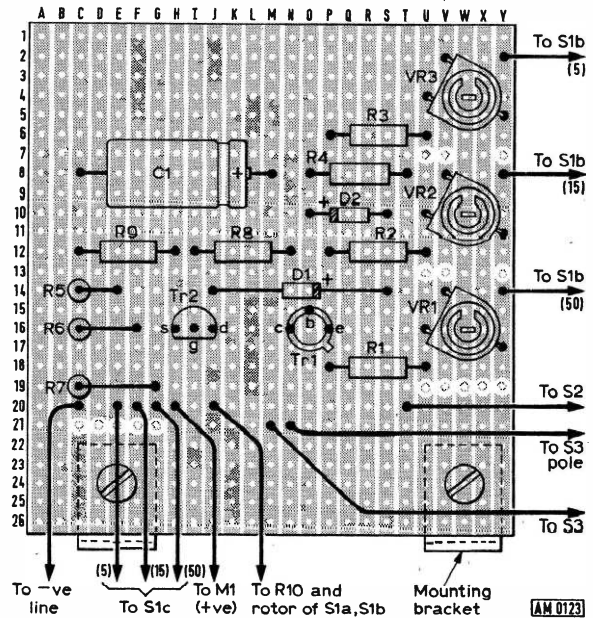 A B C D E F G H I J K L M N O P Q R S T U V W X Y
1
2
To S1b
(5)
3
VR3
4
5
R3
6
7
R4
To S1b
(15)
8
C1
+
9
+ D2
VR2
10
11
R9
R8
R2
12
13
D1
+
To S1b
(50)
14
R5
Tr2
15
b
VR1
16
R6
s
d
c
e
g
17
Tr1
R1
18
19
R7
20
To S2
21
To S3
pole
22
23
24
25
26
To S3
(5) (15) (50)
To -ve
line
To S1c
To M1
(+ve)
To R10 and
rotor of S1a,S1b
Mounting
bracket
AM 0123